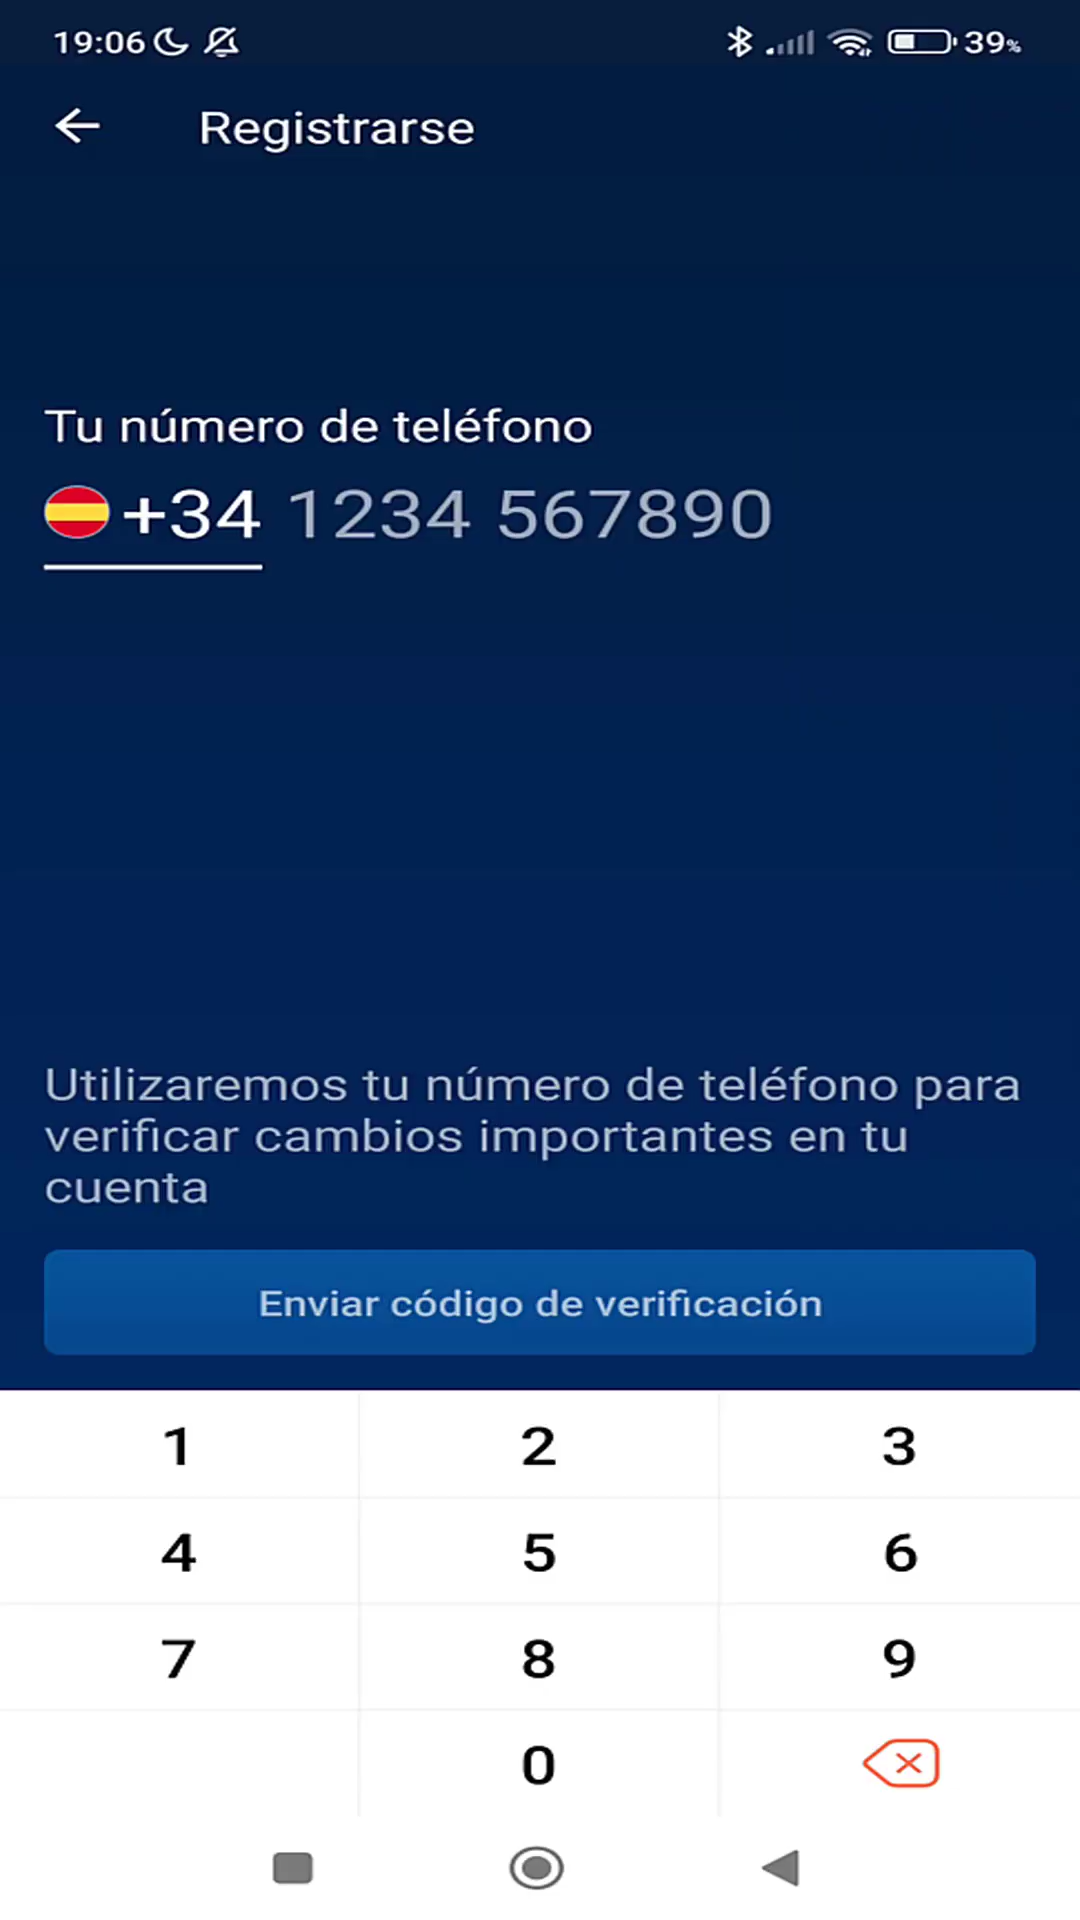 19:06
39%
Registrarse
Tu número de teléfono
+34 1234 567890
Utilizaremos tu número de teléfono para
verificar cambios importantes en tu
cuenta
Enviar código de verificación
1 2 3
4 5 6
7 8 9
0